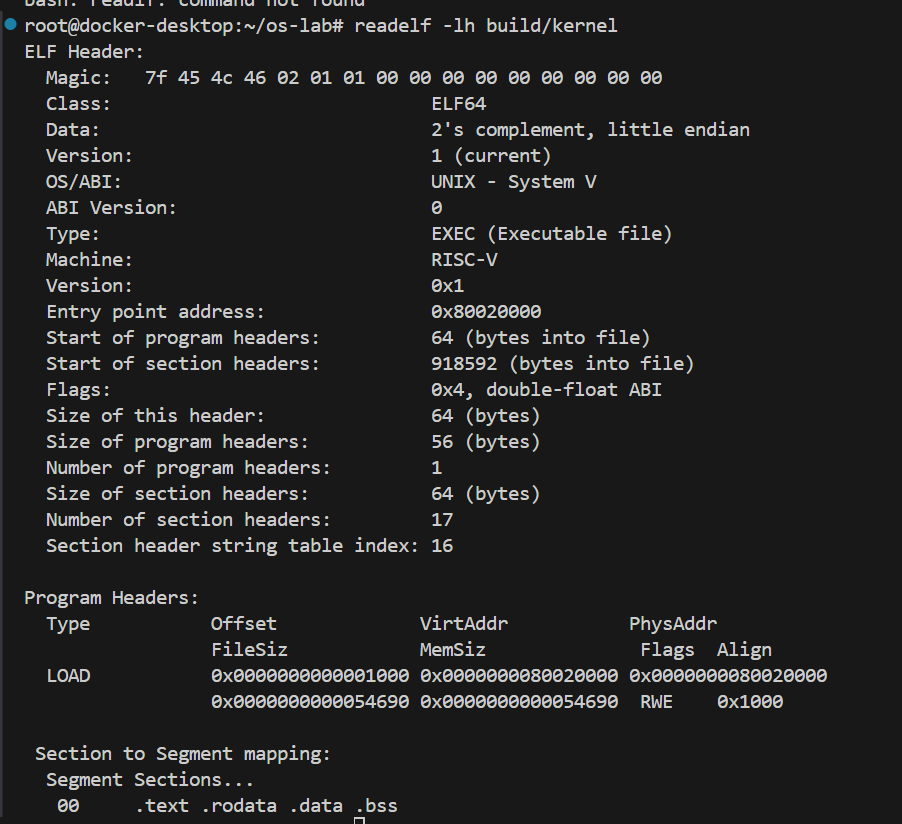 bash: readlf: command not found
root@docker-desktop:~/os-lab# readelf -lh build/kernel
ELF Header:
  Magic:   7f 45 4c 46 02 01 01 00 00 00 00 00 00 00 00 00
  Class:                             ELF64
  Data:                              2's complement, little endian
  Version:                           1 (current)
  OS/ABI:                            UNIX - System V
  ABI Version:                       0
  Type:                              EXEC (Executable file)
  Machine:                           RISC-V
  Version:                           0x1
  Entry point address:               0x80020000
  Start of program headers:          64 (bytes into file)
  Start of section headers:          918592 (bytes into file)
  Flags:                             0x4, double-float ABI
  Size of this header:               64 (bytes)
  Size of program headers:           56 (bytes)
  Number of program headers:         1
  Size of section headers:           64 (bytes)
  Number of section headers:         17
  Section header string table index: 16

Program Headers:
  Type           Offset             VirtAddr           PhysAddr
                 FileSiz            MemSiz              Flags  Align
  LOAD           0x0000000000001000 0x0000000080020000 0x0000000080020000
                 0x0000000000054690 0x0000000000054690  RWE    0x1000

 Section to Segment mapping:
  Segment Sections...
   00     .text .rodata .data .bss